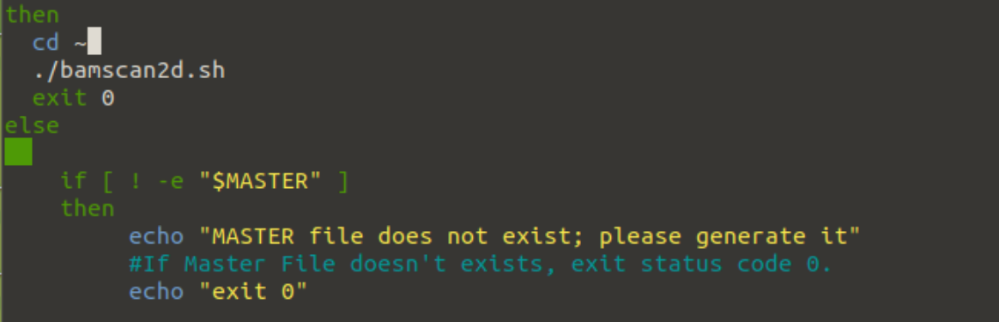 then
  cd ~
  ./bamscan2d.sh
  exit 0
else

    if [ ! -e "$MASTER" ]
    then
         echo "MASTER file does not exist; please generate it"
         #If Master File doesn't exists, exit status code 0.
         echo "exit 0"